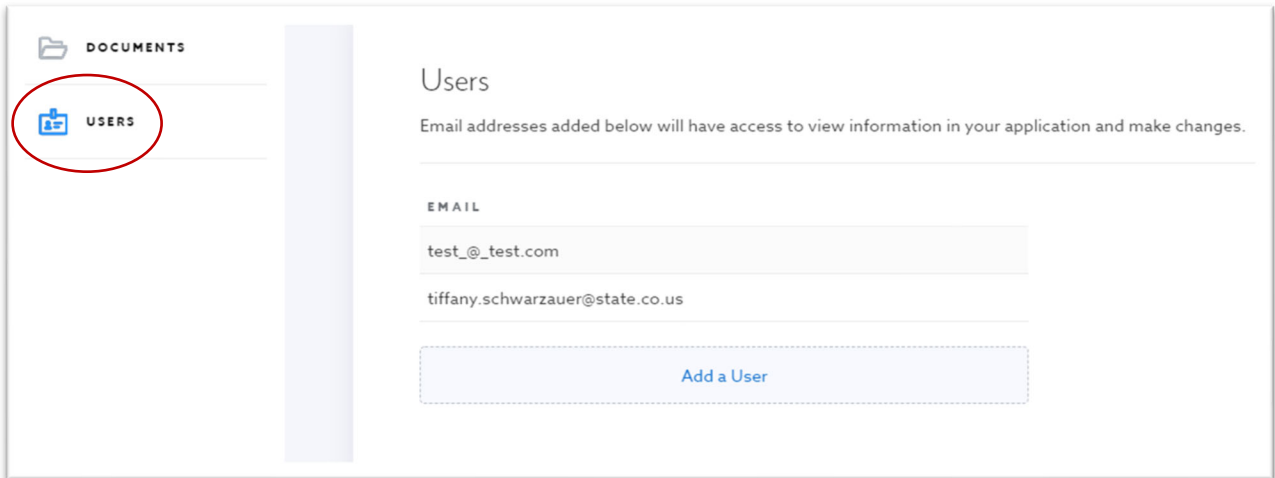 DOCUMENTS
USERS
Users
Email addresses added below will have access to view information in your application and make changes.
EMAIL
test_@_test.com
tiffany.schwarzauer@state.co.us
Add a User